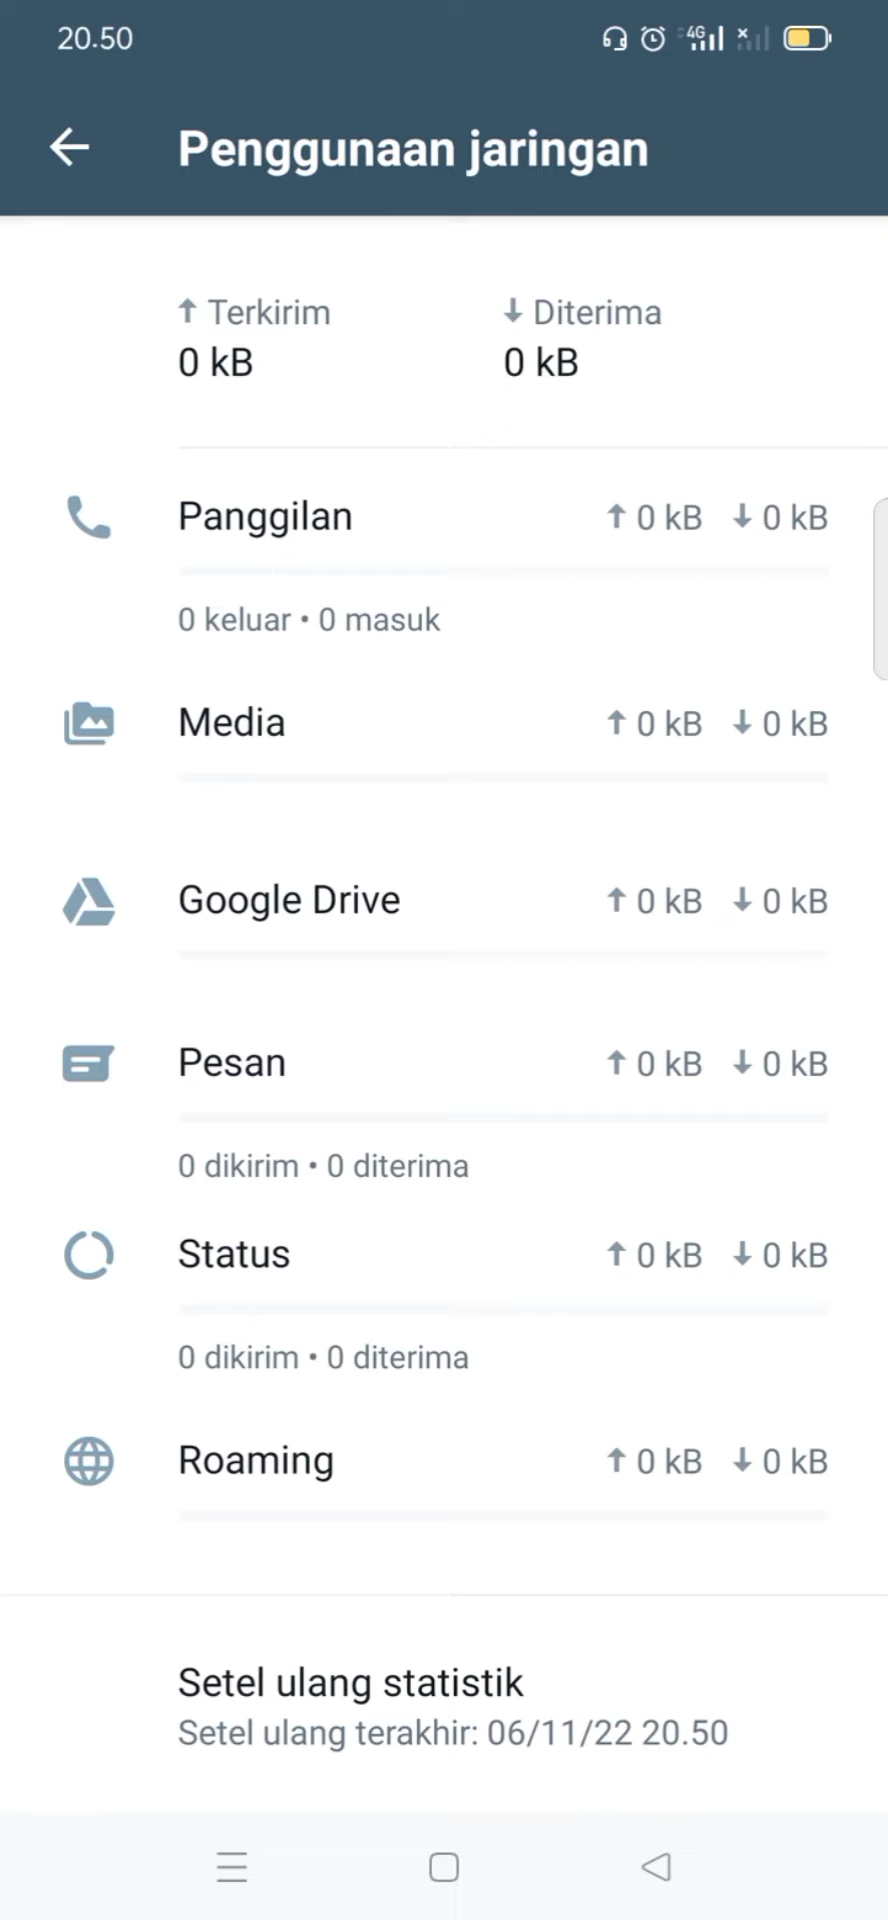 20.50 4G
Penggunaan jaringan
↑ Terkirim ↓ Diterima
0 kB 0 kB
Panggilan ↑ 0 kB ↓ 0 kB
0 keluar • 0 masuk
Media ↑ 0 kB ↓ 0 kB
Google Drive ↑ 0 kB ↓ 0 kB
Pesan ↑ 0 kB ↓ 0 kB
0 dikirim • 0 diterima
Status ↑ 0 kB ↓ 0 kB
0 dikirim • 0 diterima
Roaming ↑ 0 kB ↓ 0 kB
Setel ulang statistik
Setel ulang terakhir: 06/11/22 20.50